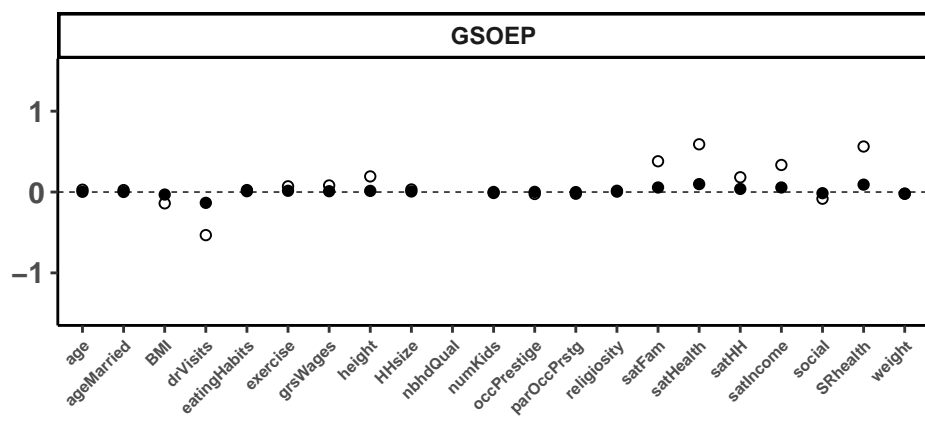 GSOEP
1
0
−1
age
ageMarried
BMI
drVisits
eatingHabits
exercise
grsWages
height
HHsize
nbhdQual
numKids
occPrestige
parOccPrstg
religiosity
satFam
satHealth
satHH
satIncome
social
SRhealth
weight